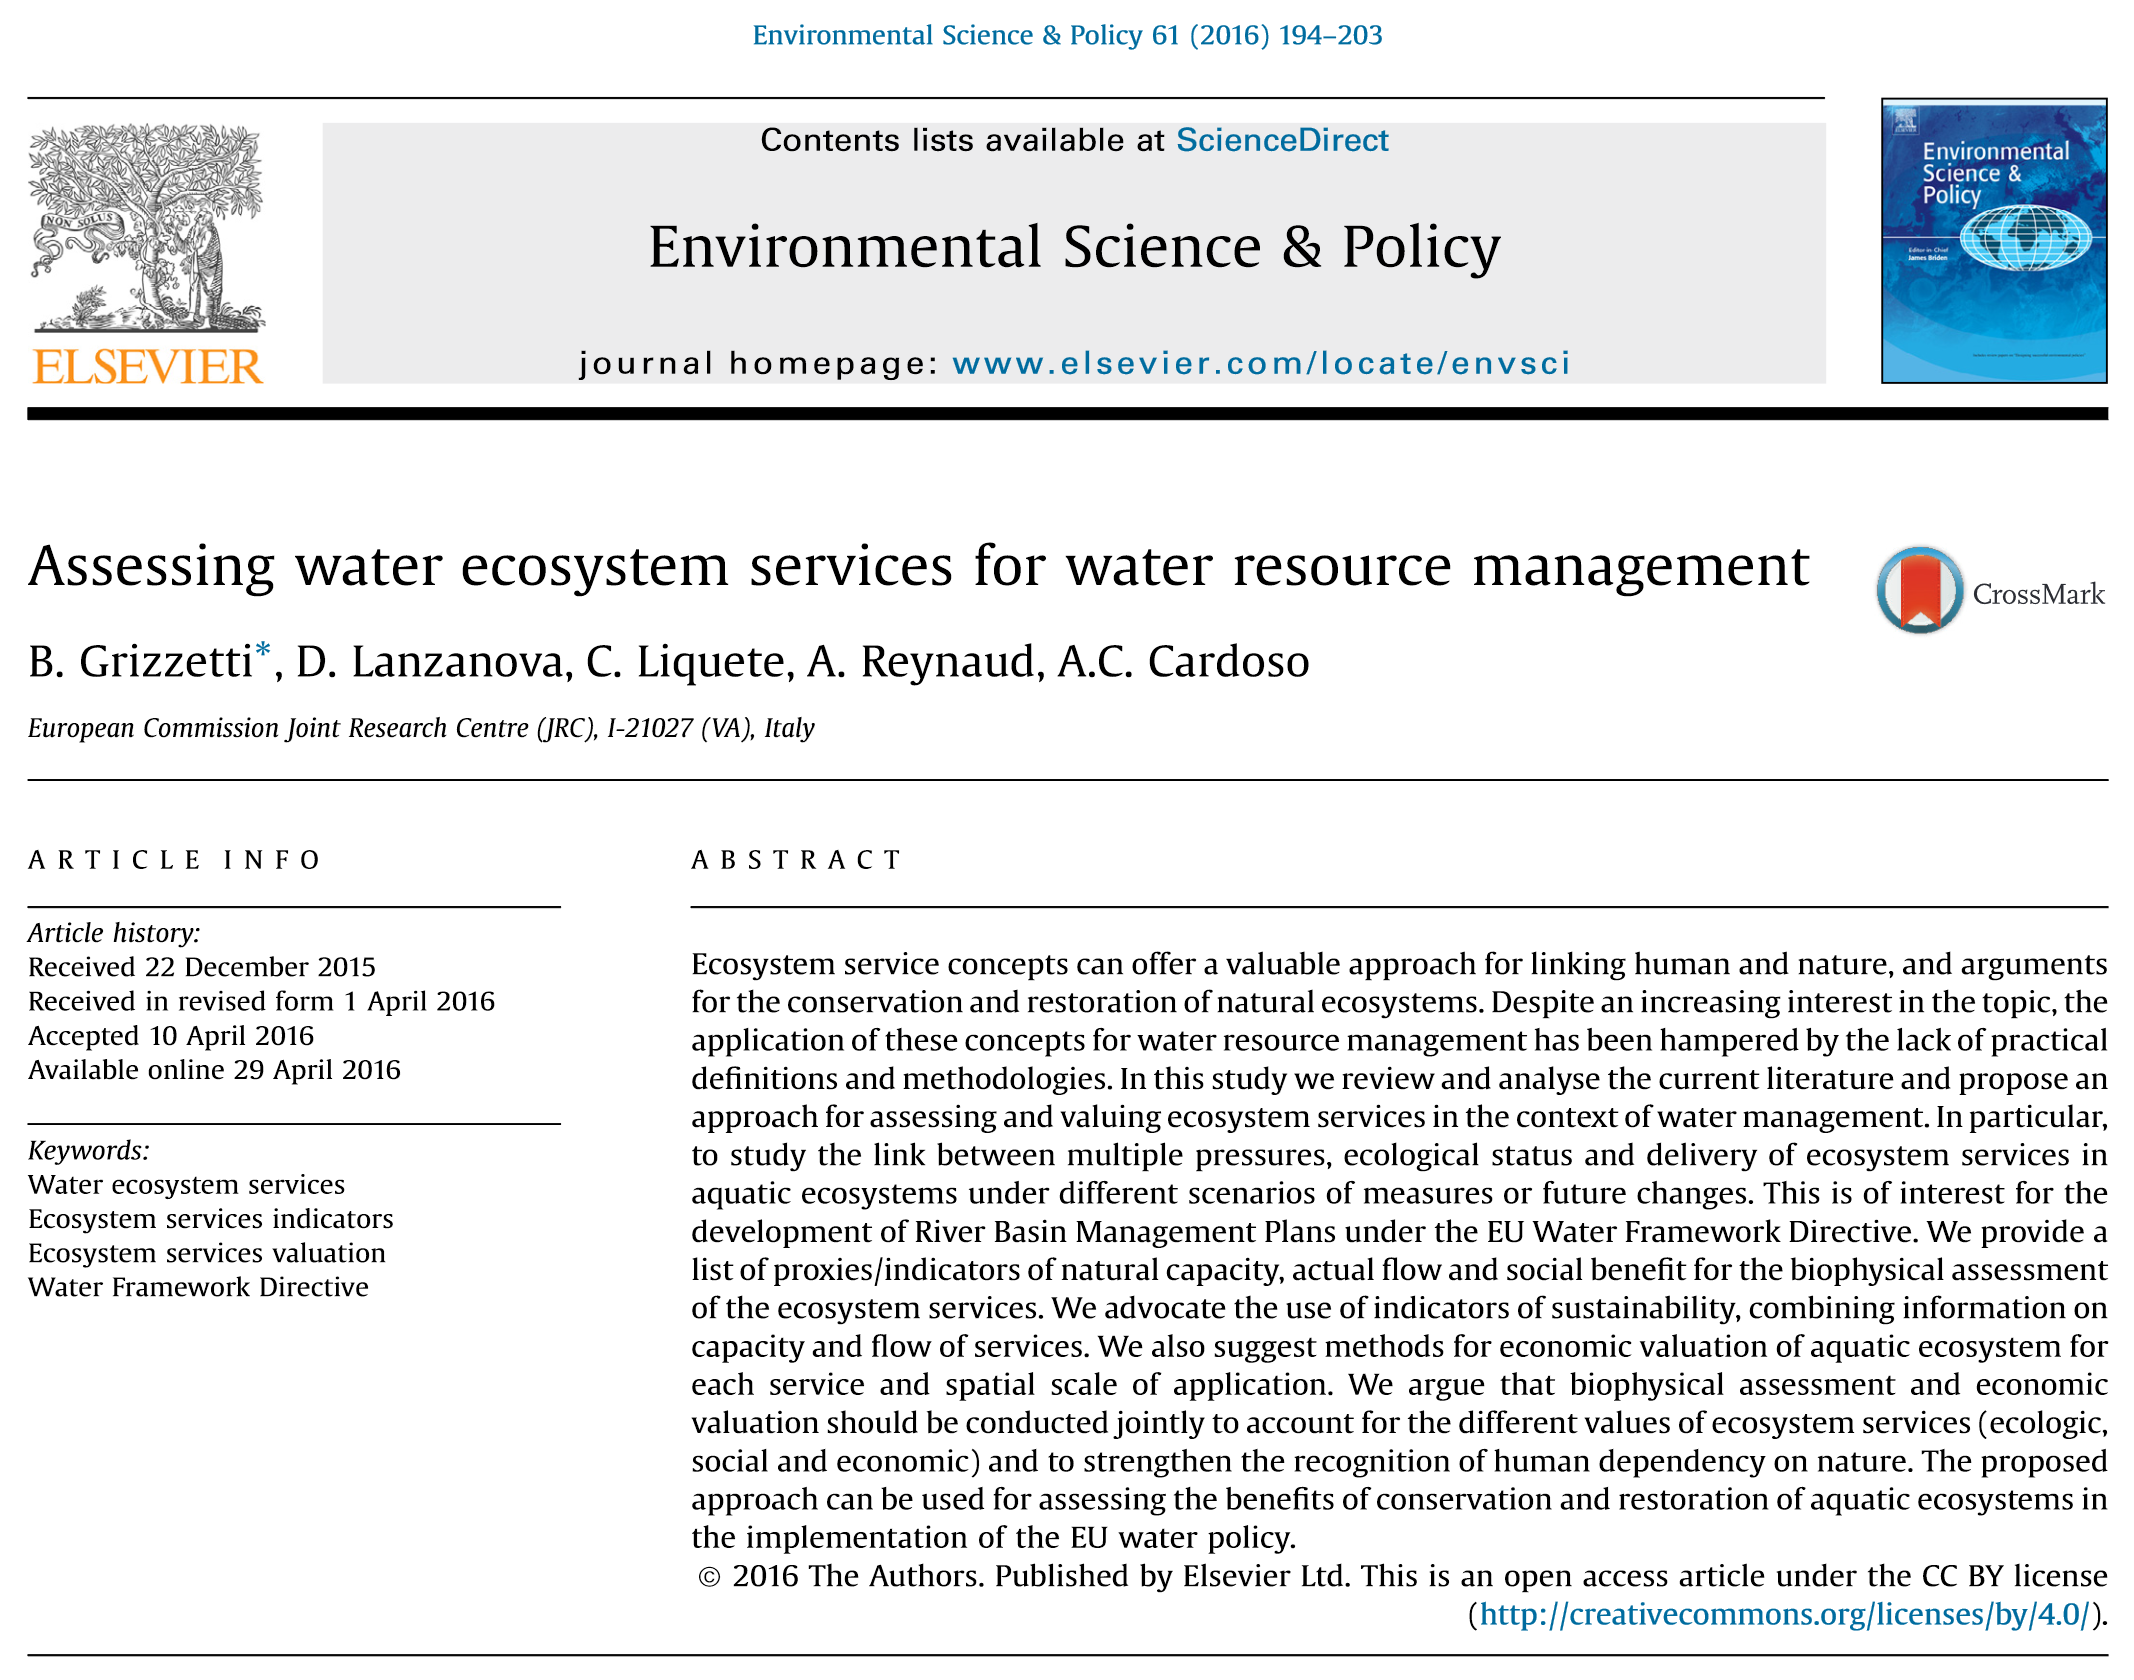 Environmental Science & Policy 61 (2016) 194–203
Contents lists available at ScienceDirect
Environmental Science & Policy
journal homepage: www.elsevier.com/locate/envsci
NON SOLUS
ELSEVIER
Environmental
Science &
Policy
Editor-in-Chief
James Briden
Assessing water ecosystem services for water resource management
CrossMark
B. Grizzetti*, D. Lanzanova, C. Liquete, A. Reynaud, A.C. Cardoso
European Commission Joint Research Centre (JRC), I-21027 (VA), Italy
ARTICLE INFO
Article history:
Received 22 December 2015
Received in revised form 1 April 2016
Accepted 10 April 2016
Available online 29 April 2016
Keywords:
Water ecosystem services
Ecosystem services indicators
Ecosystem services valuation
Water Framework Directive
ABSTRACT
Ecosystem service concepts can offer a valuable approach for linking human and nature, and arguments
for the conservation and restoration of natural ecosystems. Despite an increasing interest in the topic, the
application of these concepts for water resource management has been hampered by the lack of practical
definitions and methodologies. In this study we review and analyse the current literature and propose an
approach for assessing and valuing ecosystem services in the context of water management. In particular,
to study the link between multiple pressures, ecological status and delivery of ecosystem services in
aquatic ecosystems under different scenarios of measures or future changes. This is of interest for the
development of River Basin Management Plans under the EU Water Framework Directive. We provide a
list of proxies/indicators of natural capacity, actual flow and social benefit for the biophysical assessment
of the ecosystem services. We advocate the use of indicators of sustainability, combining information on
capacity and flow of services. We also suggest methods for economic valuation of aquatic ecosystem for
each service and spatial scale of application. We argue that biophysical assessment and economic
valuation should be conducted jointly to account for the different values of ecosystem services (ecologic,
social and economic) and to strengthen the recognition of human dependency on nature. The proposed
approach can be used for assessing the benefits of conservation and restoration of aquatic ecosystems in
the implementation of the EU water policy.
© 2016 The Authors. Published by Elsevier Ltd. This is an open access article under the CC BY license
(http://creativecommons.org/licenses/by/4.0/).